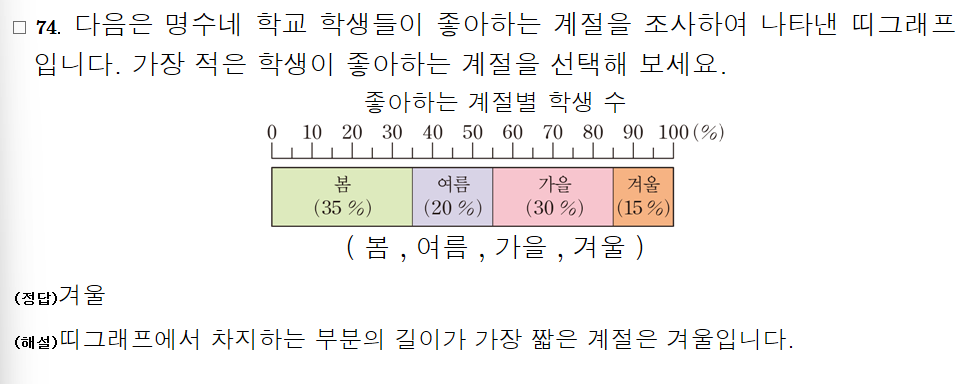 □ 74. 다음은 명수네 학교 학생들이 좋아하는 계절을 조사하여 나타낸 띠그래프
입니다. 가장 적은 학생이 좋아하는 계절을 선택해 보세요.
좋아하는 계절별 학생 수
0 10 20 30 40 50 60 70 80 90 100 (%)
봄 여름 가을 겨울
(35 %) (20 %) (30 %) (15 %)
( 봄 , 여름 , 가을 , 겨울 )
(정답)겨울
(해설)띠그래프에서 차지하는 부분의 길이가 가장 짧은 계절은 겨울입니다.